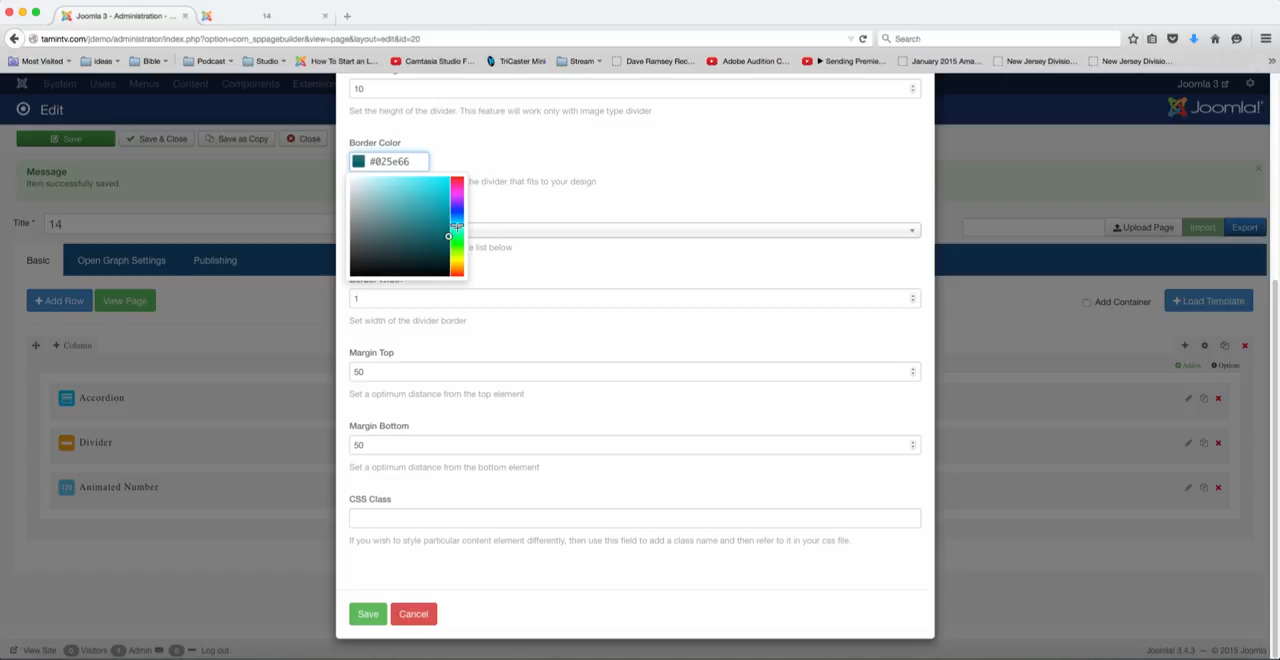 Joomla 3 - Administration - ...
14
tamintv.com/jdemo/administrator/index.php?option=com_sppagebuilder&view=page&layout=edit&id=20
Search
Most Visited
ideas
Bible
Podcast
Studio
How To Start an L...
Camtasia Studio F...
TriCaster Mini
Stream
Dave Ramsey Rec...
Adobe Audition C...
Sending Premie...
January 2015 Ama...
New Jersey Divisio...
New Jersey Divisio...
System
Users
Menus
Content
Components
Extension
Joomla 3
Edit
Joomla!
Save
Save & Close
Save as Copy
Close
Message
Item successfully saved.
Title *
14
Upload Page
Import
Export
Basic
Open Graph Settings
Publishing
+ Add Row
View Page
Add Container
+ Load Template
+ Column
Addon
Options
Accordion
Divider
123
Animated Number
10
Set the height of the divider. This feature will work only with image type divider
Border Color
#025e66
he divider that fits to your design
e list below
Border Width
1
Set width of the divider border
Margin Top
50
Set a optimum distance from the top element
Margin Bottom
50
Set a optimum distance from the bottom element
CSS Class
If you wish to style particular content element differently, then use this field to add a class name and then refer to it in your css file.
Save
Cancel
View Site
0 Visitors
1 Admin
0
Log out
Joomla! 3.4.3 — © 2015 Joomla